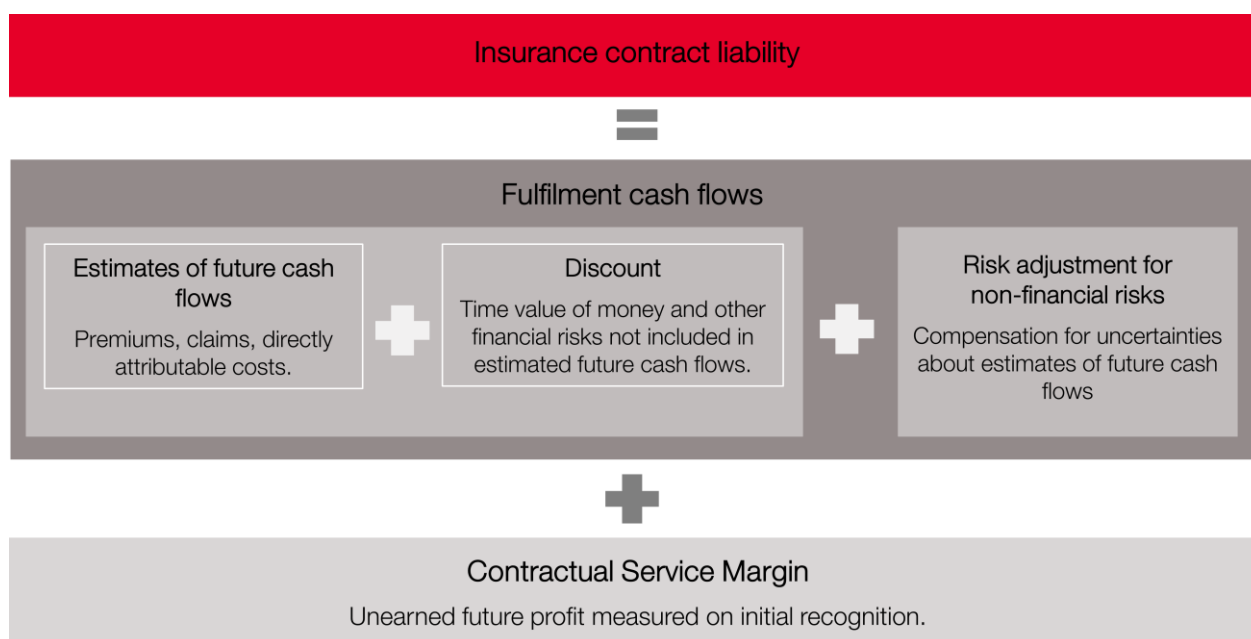 Insurance contract liability
=
Fulfilment cash flows
Estimates of future cash
flows
Premiums, claims, directly
attributable costs.
+
Discount
Time value of money and other
financial risks not included in
estimated future cash flows.
+
Risk adjustment for
non-financial risks
Compensation for uncertainties
about estimates of future cash
flows
+
Contractual Service Margin
Unearned future profit measured on initial recognition.